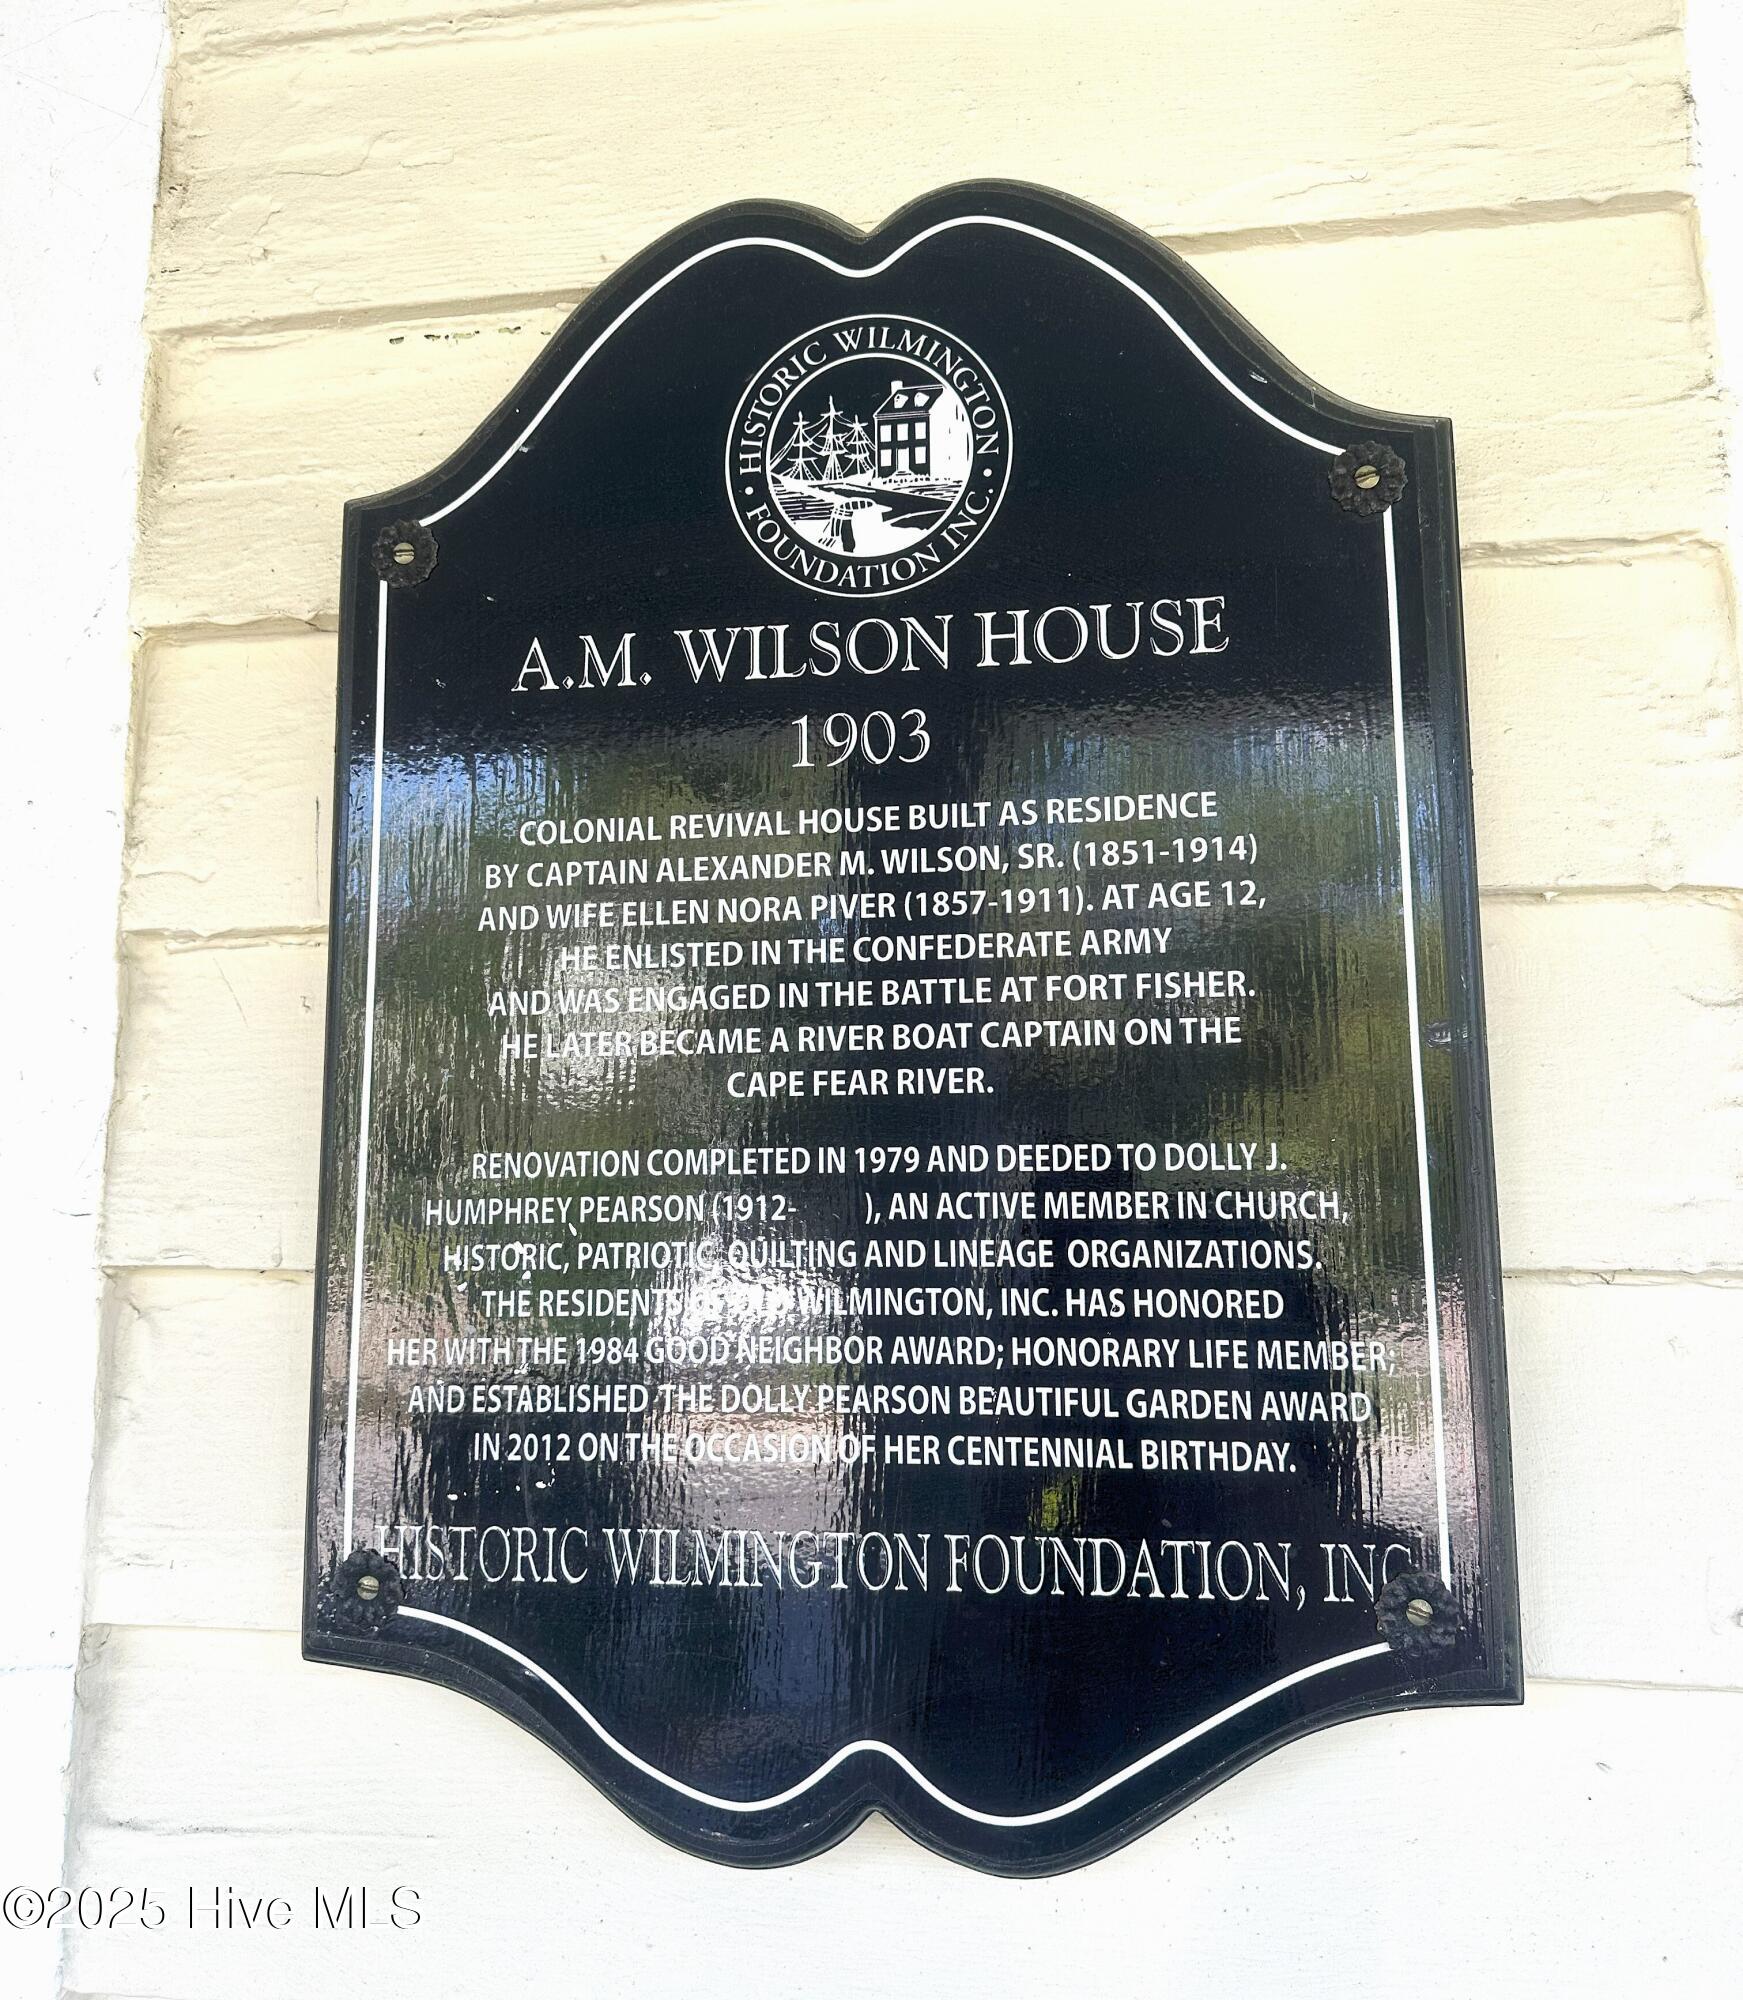 HISTORIC WILMINGTON
FOUNDATION INC.
A.M. WILSON HOUSE
1903
COLONIAL REVIVAL HOUSE BUILT AS RESIDENCE
BY CAPTAIN ALEXANDER M. WILSON, SR. (1851-1914)
AND WIFE ELLEN NORA PIVER (1857-1911). AT AGE 12,
HE ENLISTED IN THE CONFEDERATE ARMY
AND WAS ENGAGED IN THE BATTLE AT FORT FISHER.
HE LATER BECAME A RIVER BOAT CAPTAIN ON THE
CAPE FEAR RIVER.
RENOVATION COMPLETED IN 1979 AND DEEDED TO DOLLY J.
HUMPHREY PEARSON (1912- ), AN ACTIVE MEMBER IN CHURCH,
HISTORIC, PATRIOTIC, QUILTING AND LINEAGE ORGANIZATIONS.
THE RESIDENTS WILMINGTON, INC. HAS HONORED
HER WITH THE 1984 GOOD NEIGHBOR AWARD; HONORARY LIFE MEMBER;
AND ESTABLISHED THE DOLLY PEARSON BEAUTIFUL GARDEN AWARD
IN 2012 ON THE OCCASION OF HER CENTENNIAL BIRTHDAY.
HISTORIC WILMINGTON FOUNDATION, INC
©2025 Hive MLS